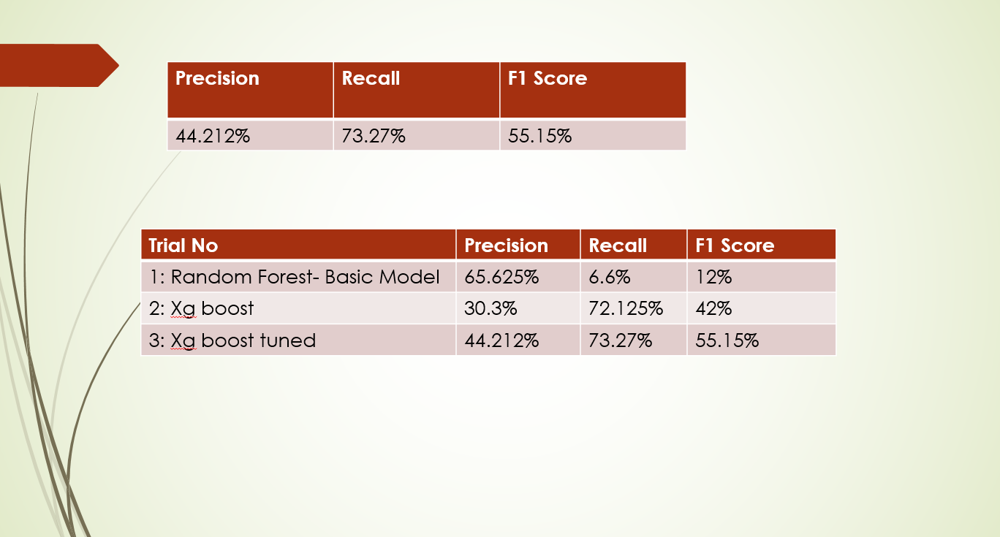 Precision Recall F1 Score
44.212% 73.27% 55.15%
Trial No Precision Recall F1 Score
1: Random Forest- Basic Model 65.625% 6.6% 12%
2: Xg boost 30.3% 72.125% 42%
3: Xg boost tuned 44.212% 73.27% 55.15%